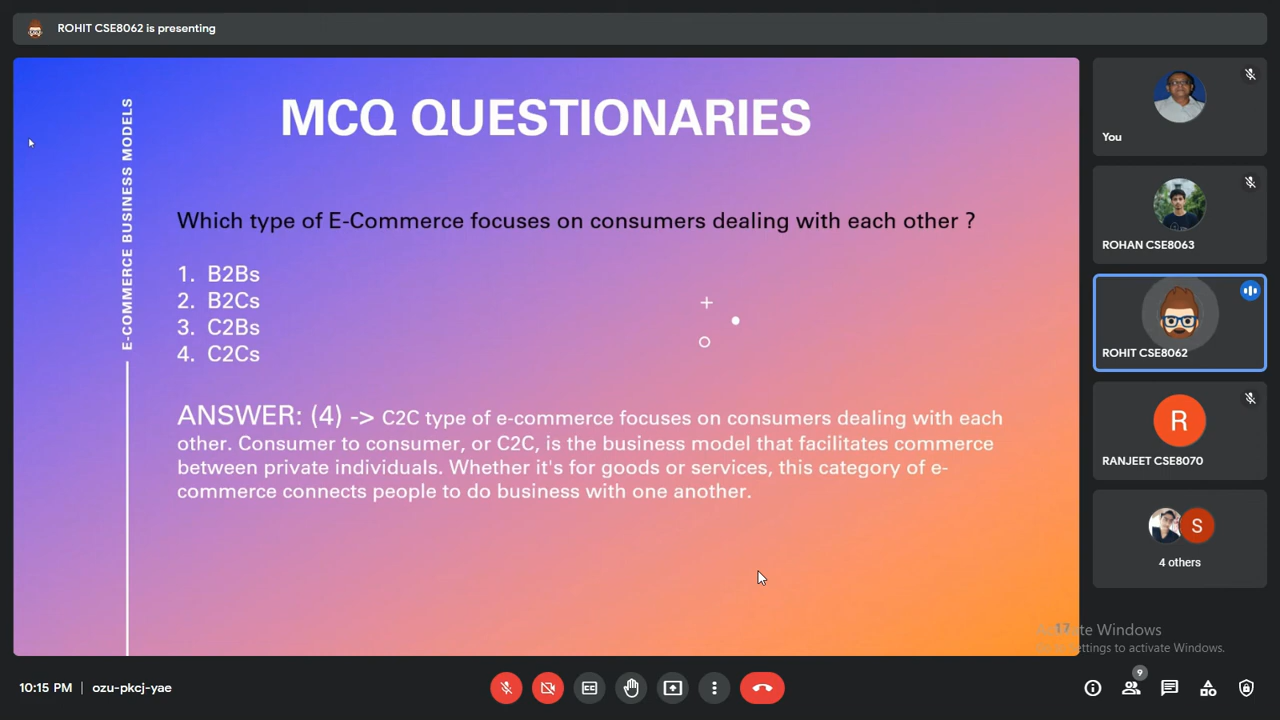 ROHIT CSE8062 is presenting
E-COMMERCE BUSINESS MODELS
MCQ QUESTIONARIES
Which type of E-Commerce focuses on consumers dealing with each other ?
1. B2Bs
2. B2Cs
3. C2Bs
4. C2Cs
ANSWER: (4) -> C2C type of e-commerce focuses on consumers dealing with each
other. Consumer to consumer, or C2C, is the business model that facilitates commerce
between private individuals. Whether it's for goods or services, this category of e-
commerce connects people to do business with one another.
17
You
ROHAN CSE8063
ROHIT CSE8062
R
RANJEET CSE8070
S
4 others
Windows
settings to activate Windows.
10:15 PM | ozu-pkcj-yae
CC
9